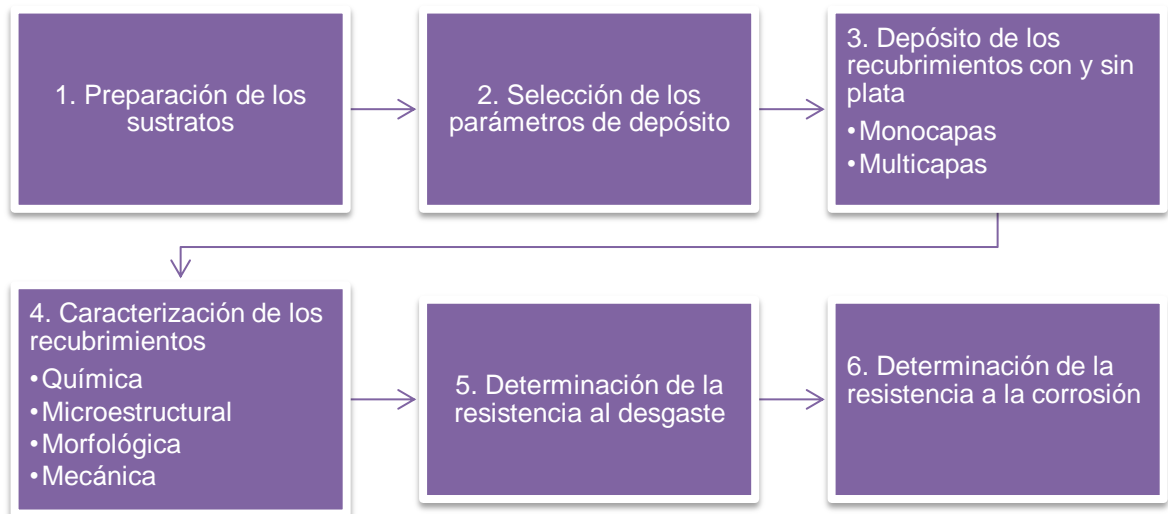 1. Preparación de los
sustratos
2. Selección de los
parámetros de depósito
3. Depósito de los
recubrimientos con y sin
plata
•Monocapas
•Multicapas
4. Caracterización de los
recubrimientos
•Química
•Microestructural
•Morfológica
•Mecánica
5. Determinación de la
resistencia al desgaste
6. Determinación de la
resistencia a la corrosión